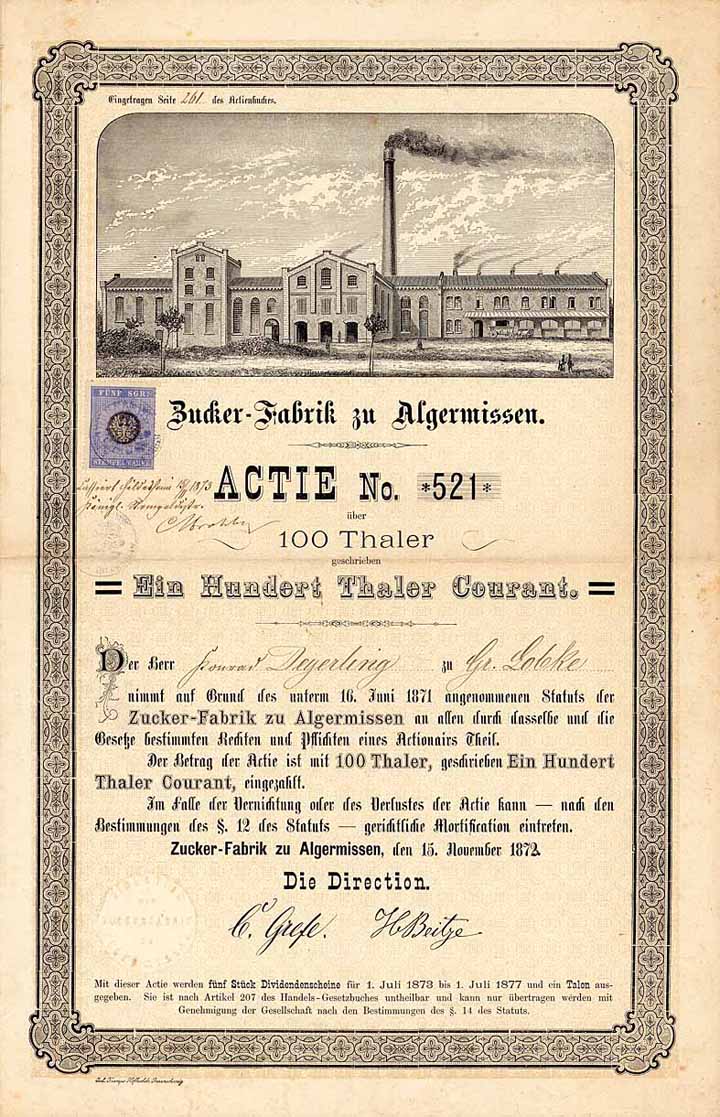 Eingetragen Seite 261 des Actienbuches.
FÜNF SGR.
STEMPELMARKE
Zucker-Fabrik zu Algermissen.
ACTIE No. *521*
über
100 Thaler
geschrieben
= Ein Hundert Thaler Courant. =
Der Herr Konrad Degerling zu Gr. Lobke
nimmt auf Grund des unterm 16. Juni 1871 angenommenen Statuts der
Zucker-Fabrik zu Algermissen an allen durch dasselbe und die
Gesetze bestimmten Rechten und Pflichten eines Actionairs Theil.
Der Betrag der Actie ist mit 100 Thaler, geschrieben Ein Hundert
Thaler Courant, eingezahlt.
Im Falle der Vernichtung oder des Verlustes der Actie kann — nach den
Bestimmungen des §. 12 des Statuts — gerichtliche Mortification eintreten.
Zucker-Fabrik zu Algermissen, den 15. November 1872.
Die Direction.
C. Grefe. H Beitze
Mit dieser Actie werden fünf Stück Dividendenscheine für 1. Juli 1873 bis 1. Juli 1877 und ein Talon aus-
gegeben. Sie ist nach Artikel 207 des Handels-Gesetzbuches untheilbar und kann nur übertragen werden mit
Genehmigung der Gesellschaft nach den Bestimmungen des §. 14 des Statuts.